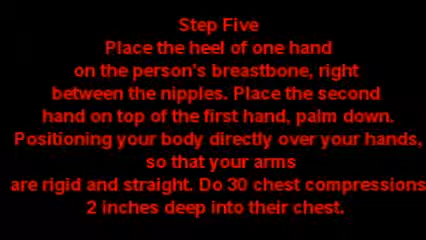 Step Five
Place the heel of one hand
on the person's breastbone, right
between the nipples. Place the second
hand on top of the first hand, palm down.
Positioning your body directly over your hands,
so that your arms
are rigid and straight. Do 30 chest compressions
2 inches deep into their chest.